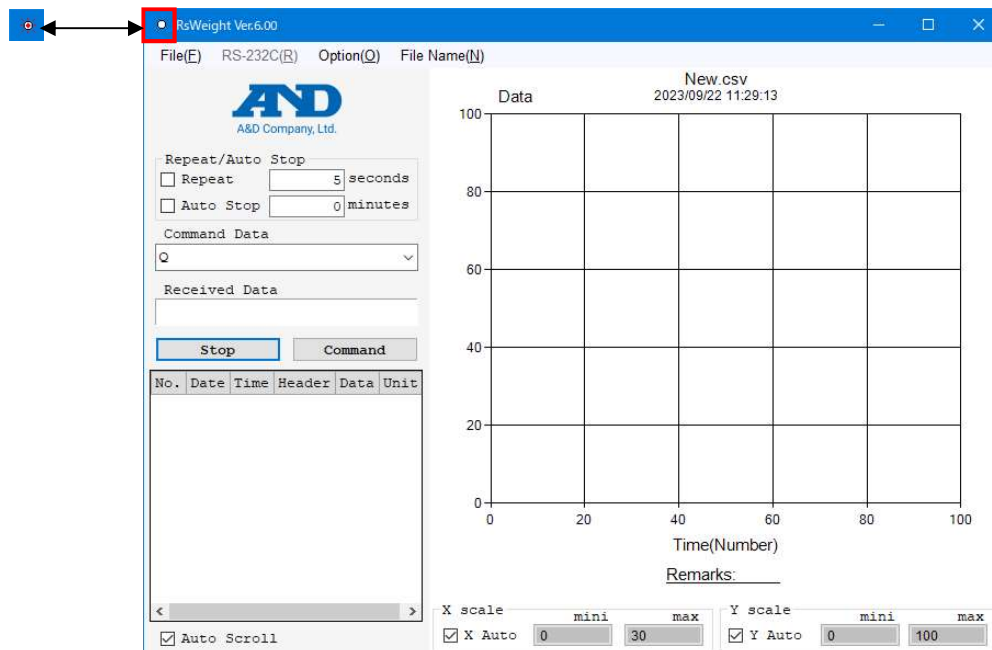 RsWeight Ver.6.00
File(F) RS-232C(R) Option(O) File Name(N)
AND
A&D Company, Ltd.
Repeat/Auto Stop
Repeat 5 seconds
Auto Stop 0 minutes
Command Data
Q
Received Data
Stop Command
No. Date Time Header Data Unit
Auto Scroll
New.csv
Data 2023/09/22 11:29:13
100
80
60
40
20
0
0 20 40 60 80 100
Time(Number)
Remarks:
X scale mini max
X Auto 0 30
Y scale mini max
Y Auto 0 100